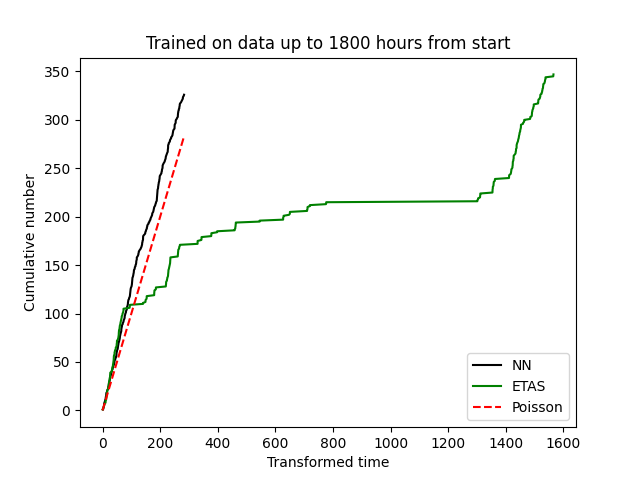 Trained on data up to 1800 hours from start
350
300
250
200
150
100
50
0
Cumulative number
0 200 400 600 800 1000 1200 1400 1600
Transformed time
NN
ETAS
Poisson